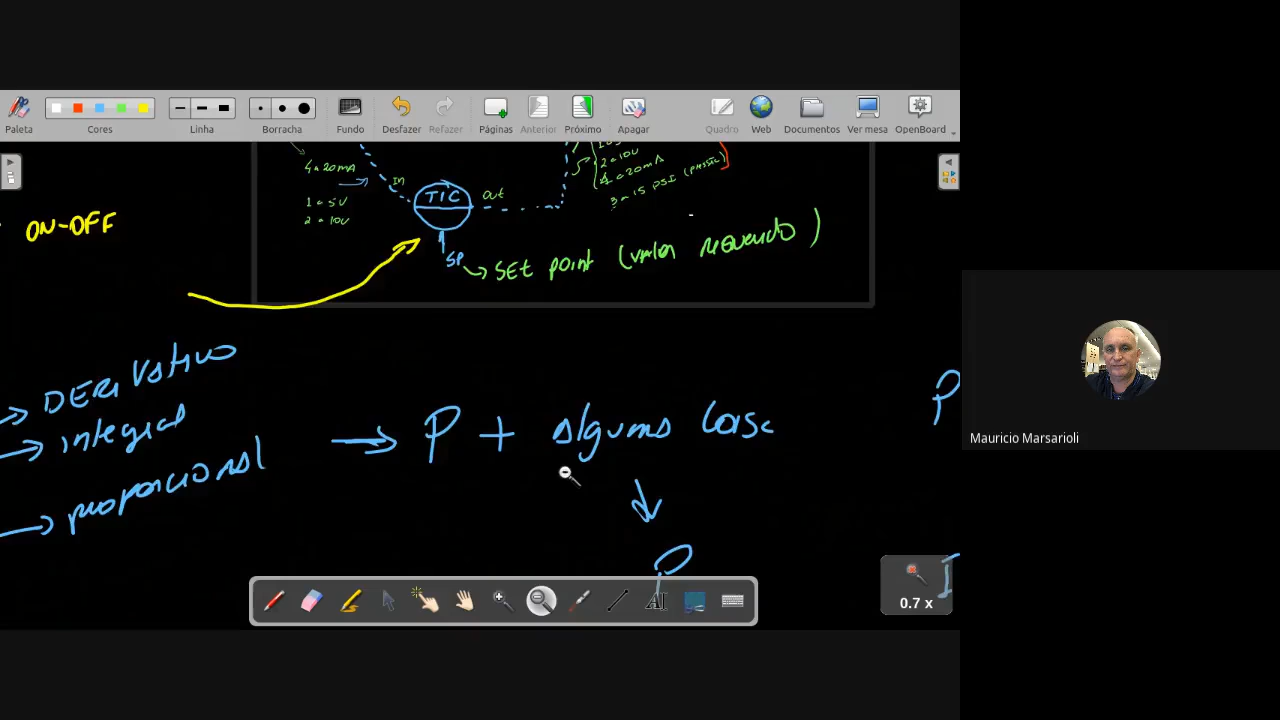 Paleta Cores Linha Borracha Fundo Desfazer Refazer Páginas Anterior Próximo Apagar Quadro Web Documentos Ver mesa OpenBoard
4 a 20mA
1 a 5V
2 a 10V
In
TIC
out
2 a 10V
4 a 20mA
3 a 15 PSI (pressão)
ON-OFF
SP
SET point (valor requerido)
DERIVATIVO
integral
proporcional
P + alguma coisa
P
P
I
AI
0.7 x
Mauricio Marsarioli